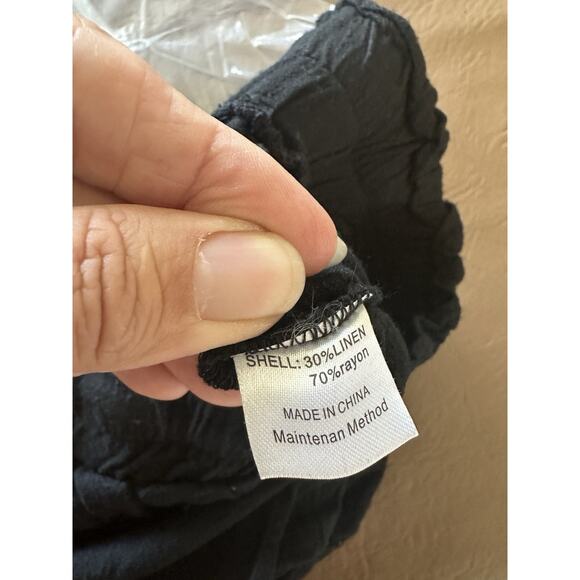 SHELL: 30%LINEN
70%rayon
MADE IN CHINA
Maintenan Method